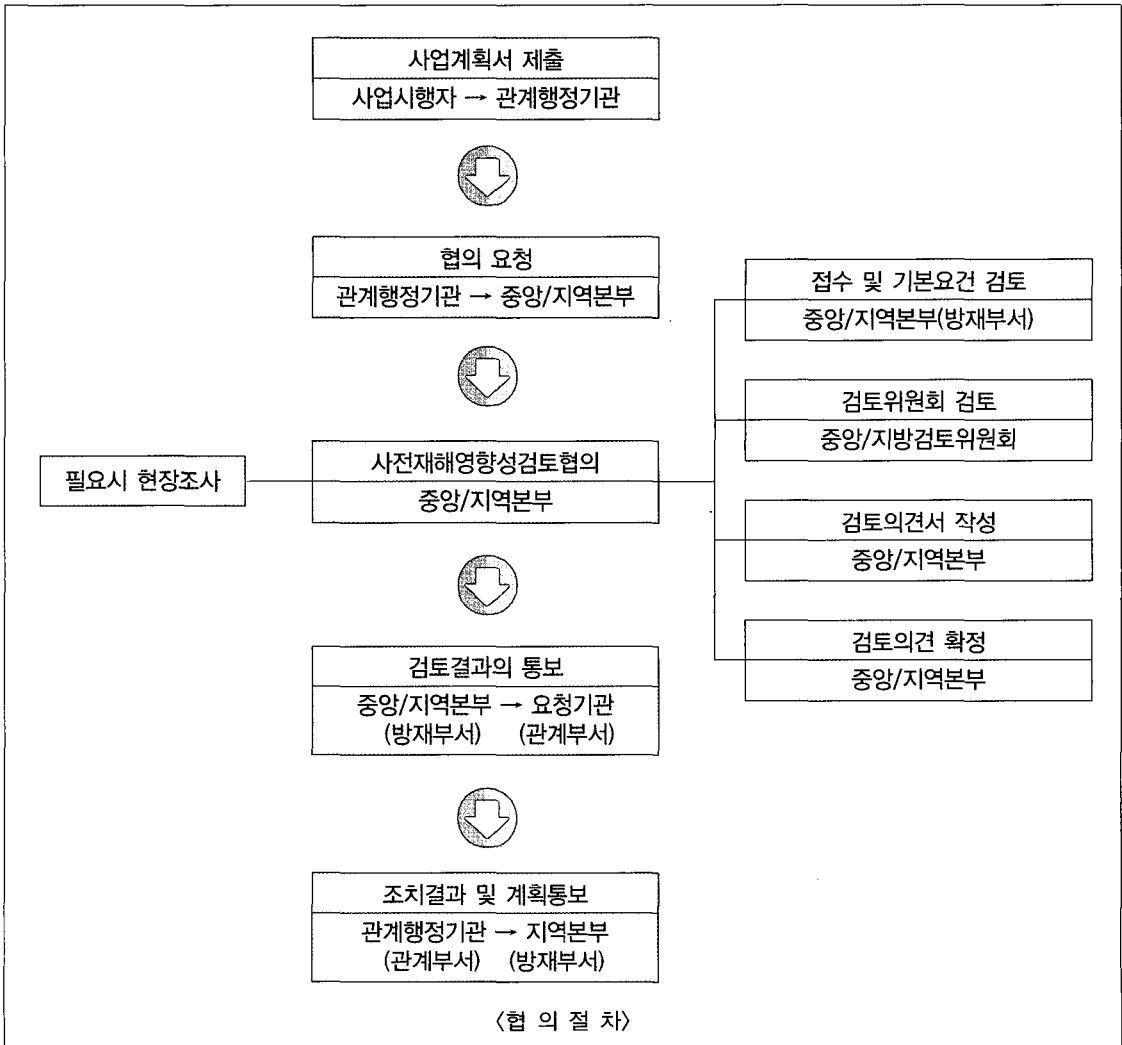 사업계획서 제출
사업시행자 → 관계행정기관
협의 요청
관계행정기관 → 중앙/지역본부
필요시 현장조사
사전재해영향성검토협의
중앙/지역본부
접수 및 기본요건 검토
중앙/지역본부(방재부서)
검토위원회 검토
중앙/지방검토위원회
검토의견서 작성
중앙/지역본부
검토의견 확정
중앙/지역본부
검토결과의 통보
중앙/지역본부 → 요청기관
(방재부서) (관계부서)
조치결과 및 계획통보
관계행정기관 → 지역본부
(관계부서) (방재부서)
〈협 의 절 차〉